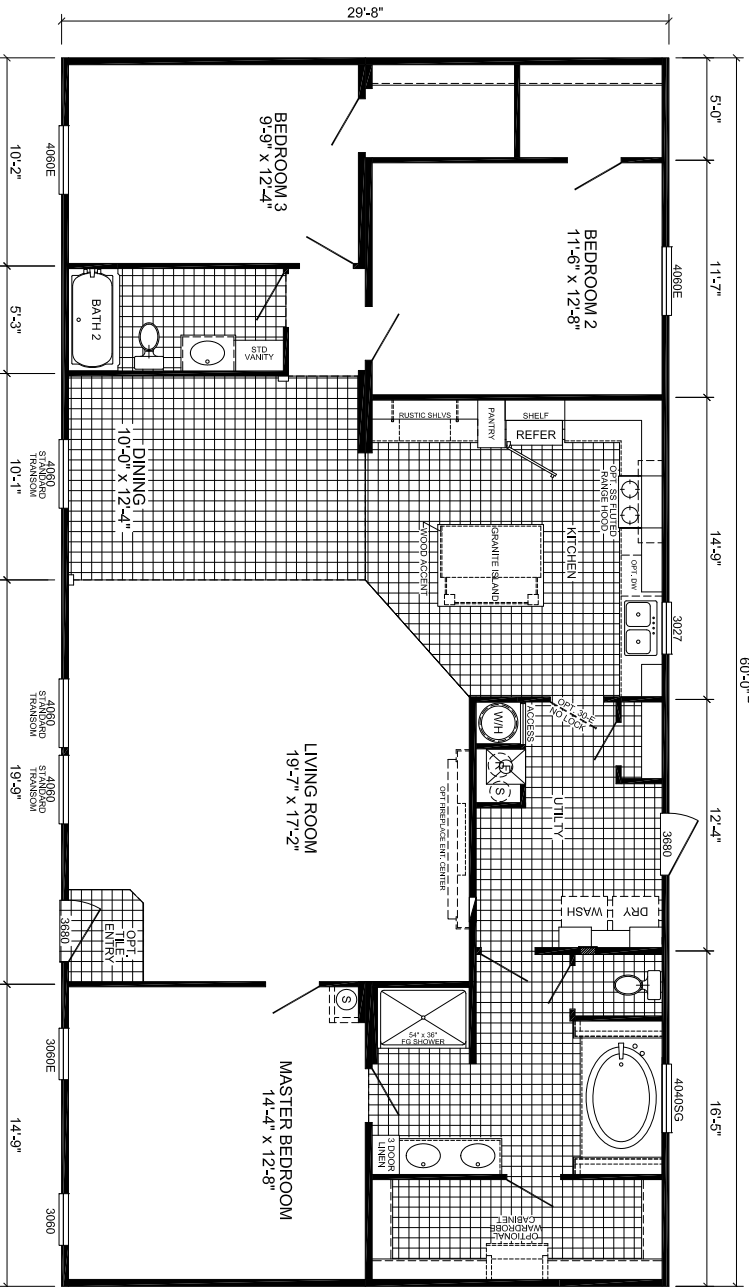 29'-8"
60'-0"
5'-0"
11'-7"
14'-9"
12'-4"
16'-5"
4060E
3027
3680
4040SG
BEDROOM 3
9'-9" x 12'-4"
BEDROOM 2
11'-6" x 12'-8"
BATH 2
STD
VANITY
DINING
10'-0" x 12'-4"
RUSTIC SHLVS
PANTRY
SHELF
REFER
OPT. SS FLUTED
RANGE HOOD
KITCHEN
GRANITE ISLAND
WOOD ACCENT
OPT. DW
OPT. 30-E
NO LOCK
ACCESS
W/H
F
R
S
UTILTY
WASH
DRY
LIVING ROOM
19'-7" x 17'-2"
OPT FIREPLACE ENT. CENTER
OPT.
TILE
ENTRY
3680
S
54" x 36"
FG SHOWER
3 DOOR
LINEN
OPTIONAL
WARDROBE
CABINET
MASTER BEDROOM
14'-4" x 12'-8"
4060E
4060
STANDARD
TRANSOM
4060
STANDARD
TRANSOM
4060
STANDARD
TRANSOM
3060E
3060
10'-2"
5'-3"
10'-1"
19'-9"
14'-9"